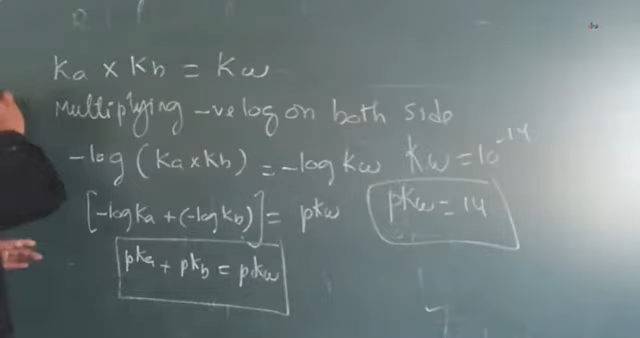 Ka × Kb = Kw
Multiplying -ve log on both side
-log (Ka×Kb) = -log Kw Kw = 10⁻¹⁴
[-log Ka + (-log Kb)] = pKw pKw = 14
pKa + pKb = pKw